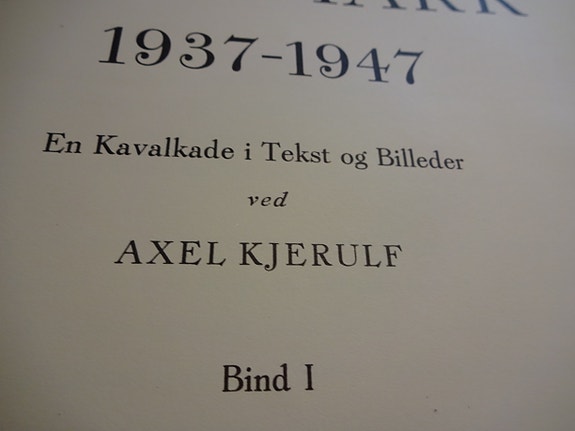 1937-1947
En Kavalkade i Tekst og Billeder
ved
AXEL KJERULF
Bind I